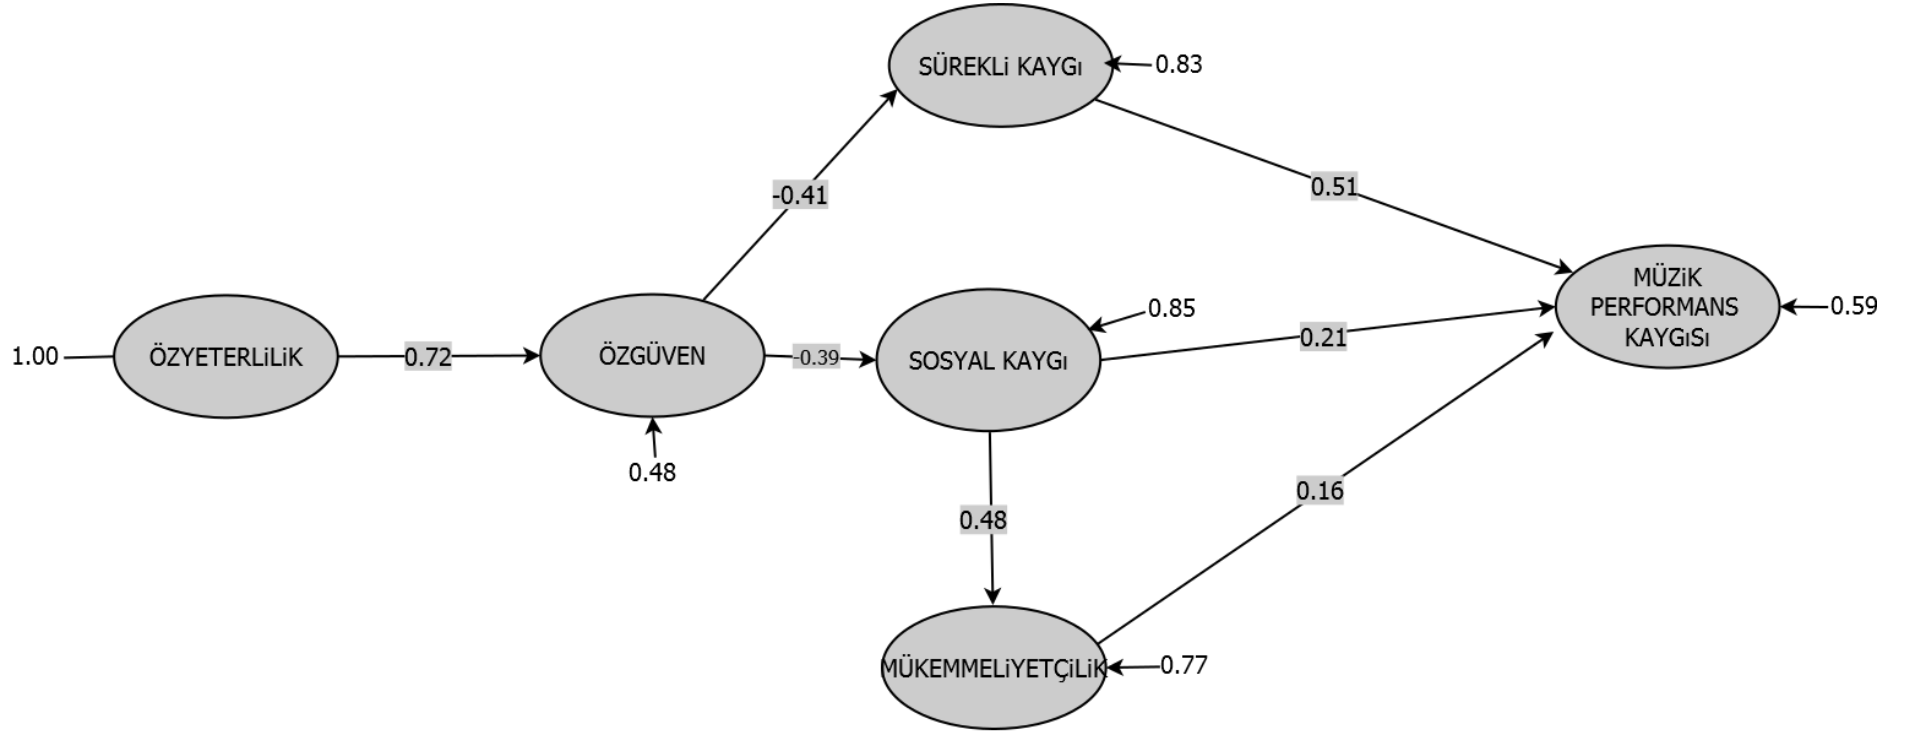 SÜREKLi KAYGı
0.83
-0.41
0.51
MÜZiK
PERFORMANS
KAYGıSı
0.59
1.00
ÖZYETERLiLiK
0.72
ÖZGÜVEN
-0.39
SOSYAL KAYGı
0.85
0.21
0.48
0.48
0.16
MÜKEMMELiYETÇiLiK
0.77